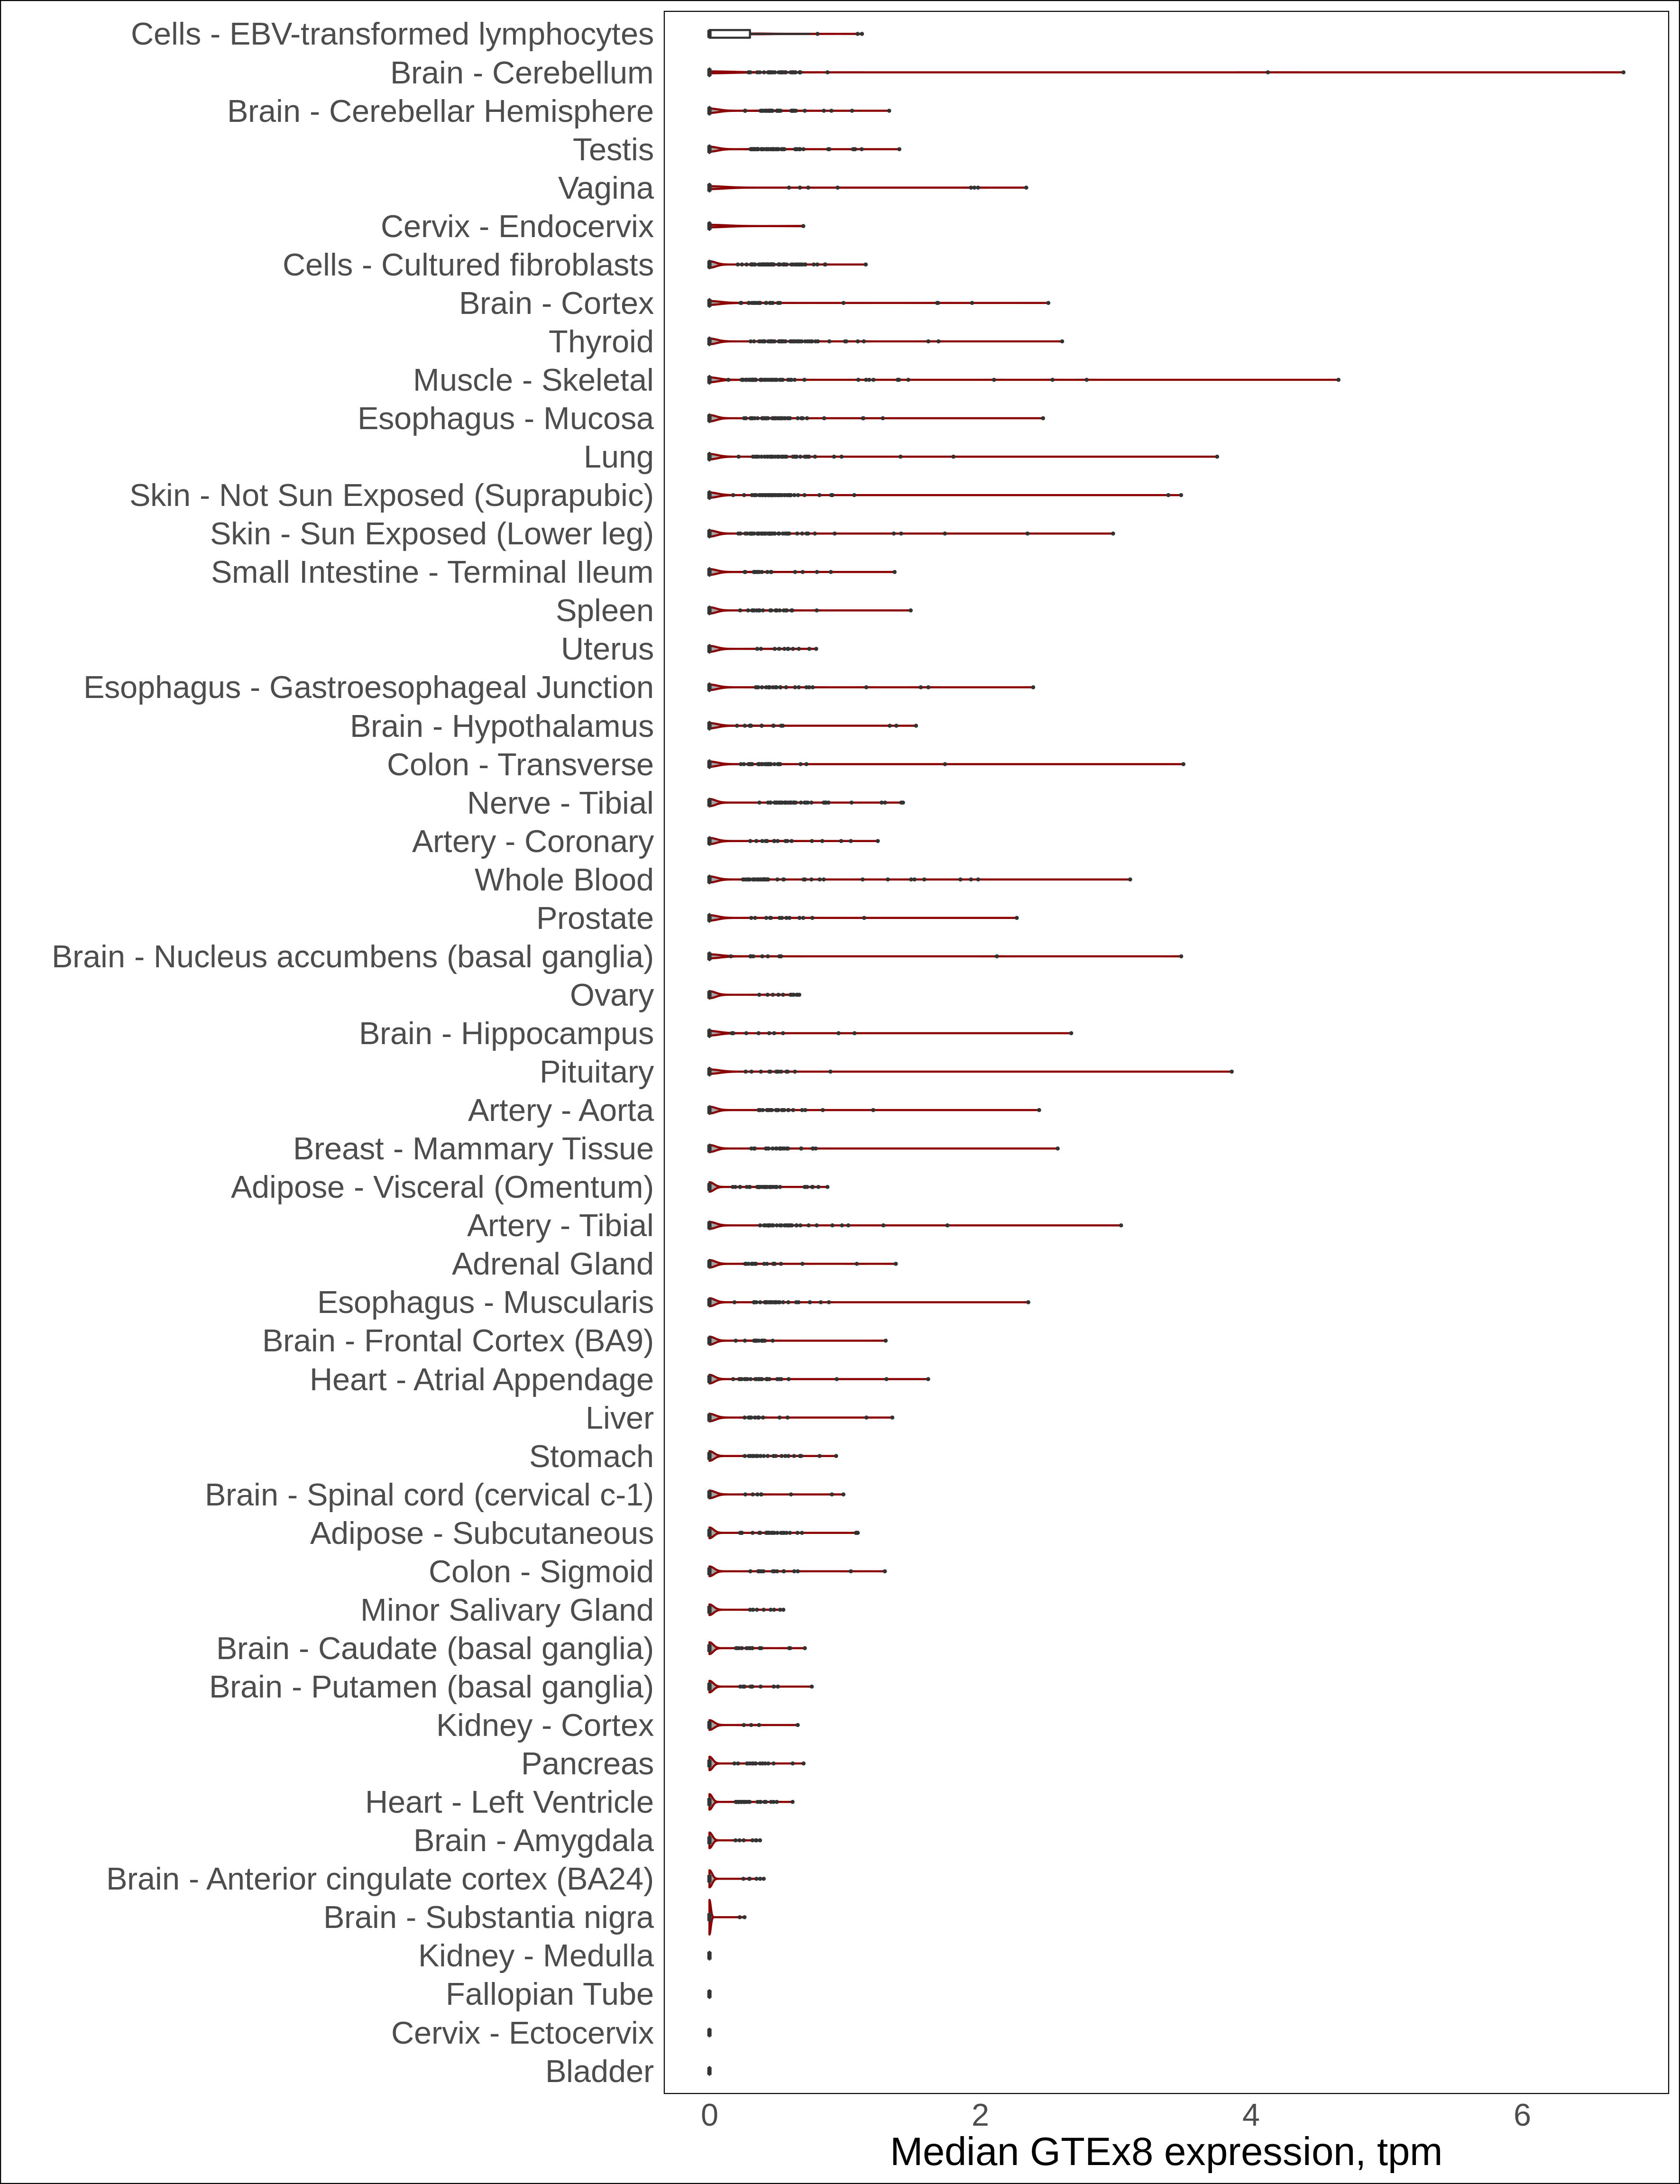 Cells - EBV-transformed lymphocytes
Brain - Cerebellum
Brain - Cerebellar Hemisphere
Testis
Vagina
Cervix - Endocervix
Cells - Cultured fibroblasts
Brain - Cortex
Thyroid
Muscle - Skeletal
Esophagus - Mucosa
Lung
Skin - Not Sun Exposed (Suprapubic)
Skin - Sun Exposed (Lower leg)
Small Intestine - Terminal Ileum
Spleen
Uterus
Esophagus - Gastroesophageal Junction
Brain - Hypothalamus
Colon - Transverse
Nerve - Tibial
Artery - Coronary
Whole Blood
Prostate
Brain - Nucleus accumbens (basal ganglia)
Ovary
Brain - Hippocampus
Pituitary
Artery - Aorta
Breast - Mammary Tissue
Adipose - Visceral (Omentum)
Artery - Tibial
Adrenal Gland
Esophagus - Muscularis
Brain - Frontal Cortex (BA9)
Heart - Atrial Appendage
Liver
Stomach
Brain - Spinal cord (cervical c-1)
Adipose - Subcutaneous
Colon - Sigmoid
Minor Salivary Gland
Brain - Caudate (basal ganglia)
Brain - Putamen (basal ganglia)
Kidney - Cortex
Pancreas
Heart - Left Ventricle
Brain - Amygdala
Brain - Anterior cingulate cortex (BA24)
Brain - Substantia nigra
Kidney - Medulla
Fallopian Tube
Cervix - Ectocervix
Bladder
0 2 4 6
Median GTEx8 expression, tpm